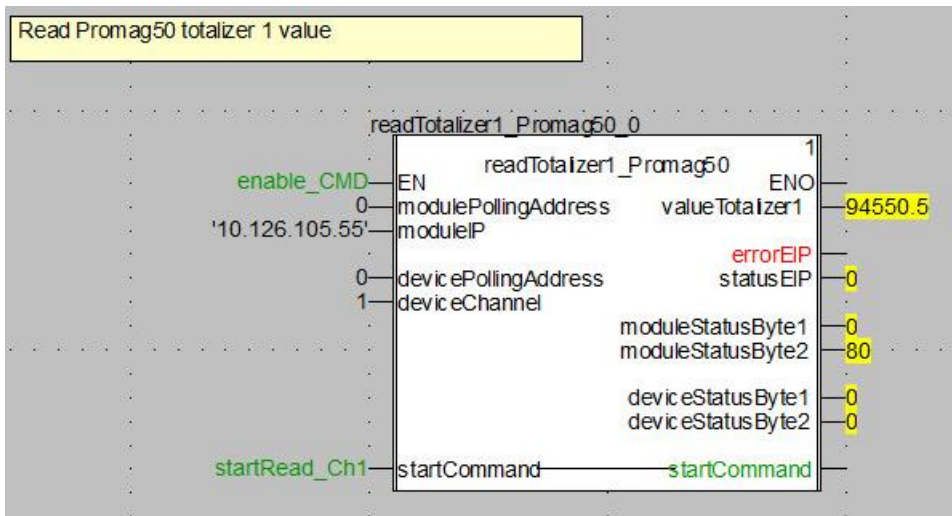 Read Promag50 totalizer 1 value
readTotalizer1_Promag50_0
1
readTotalizer1_Promag50
enable_CMD EN ENO
0 modulePollingAddress valueTotalizer1 94550.5
'10.126.105.55' moduleIP
errorEIP
0 devicePollingAddress statusEIP 0
1 deviceChannel
moduleStatusByte1 0
moduleStatusByte2 80
deviceStatusByte1 0
deviceStatusByte2 0
startRead_Ch1 startCommand startCommand